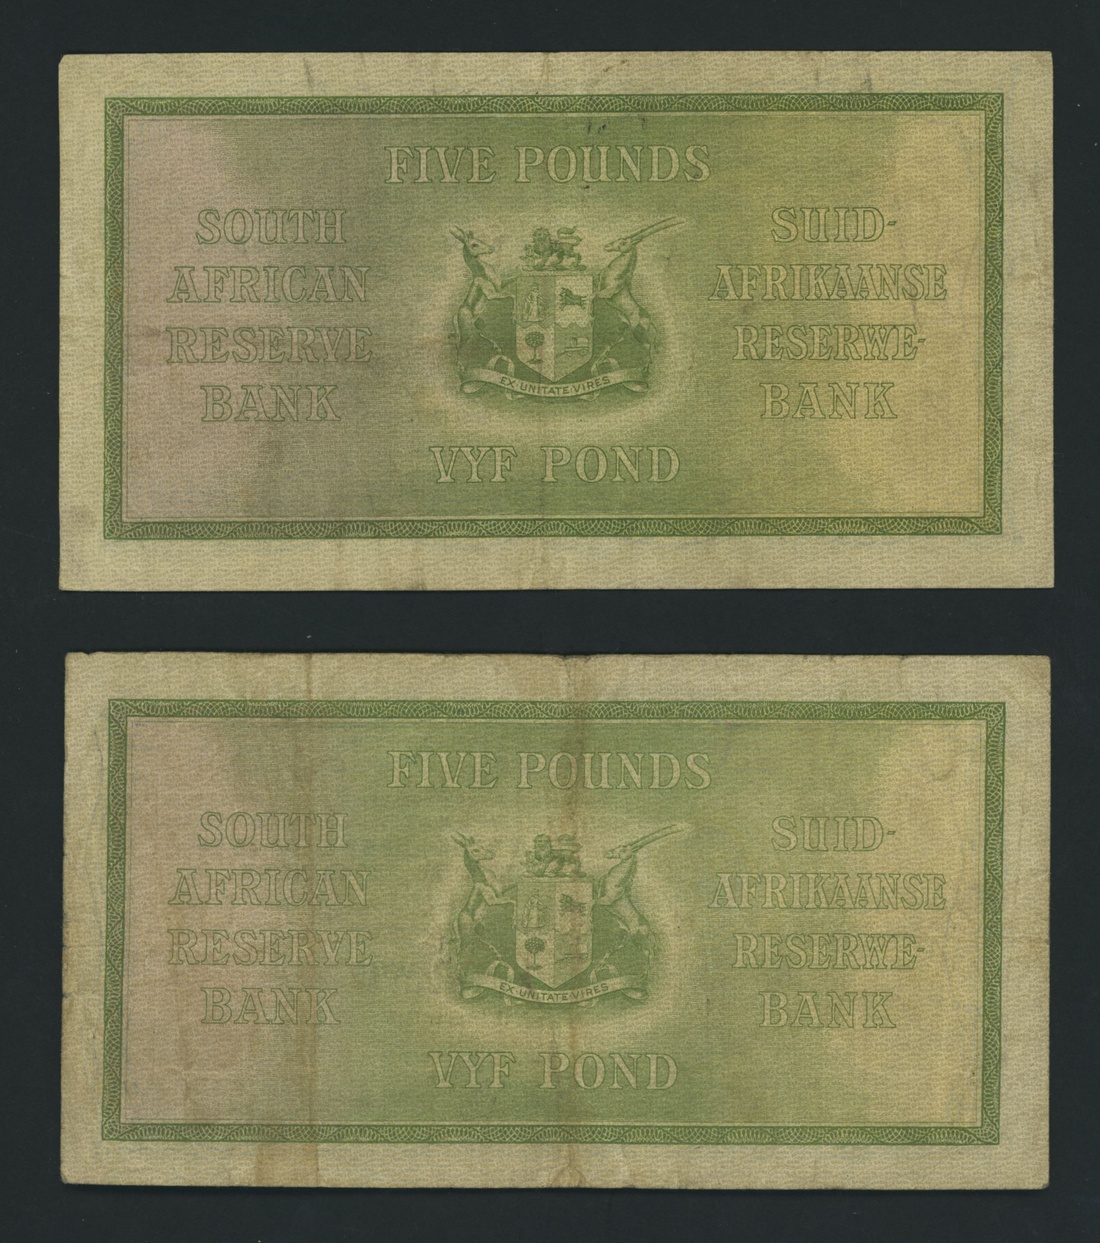 FIVE POUNDS
SOUTH
AFRICAN
RESERVE
BANK
SUID-
AFRIKAANSE
RESERWE-
BANK
EX UNITATE VIRES
VYF POND
FIVE POUNDS
SOUTH
AFRICAN
RESERVE
BANK
SUID-
AFRIKAANSE
RESERWE-
BANK
EX UNITATE VIRES
VYF POND